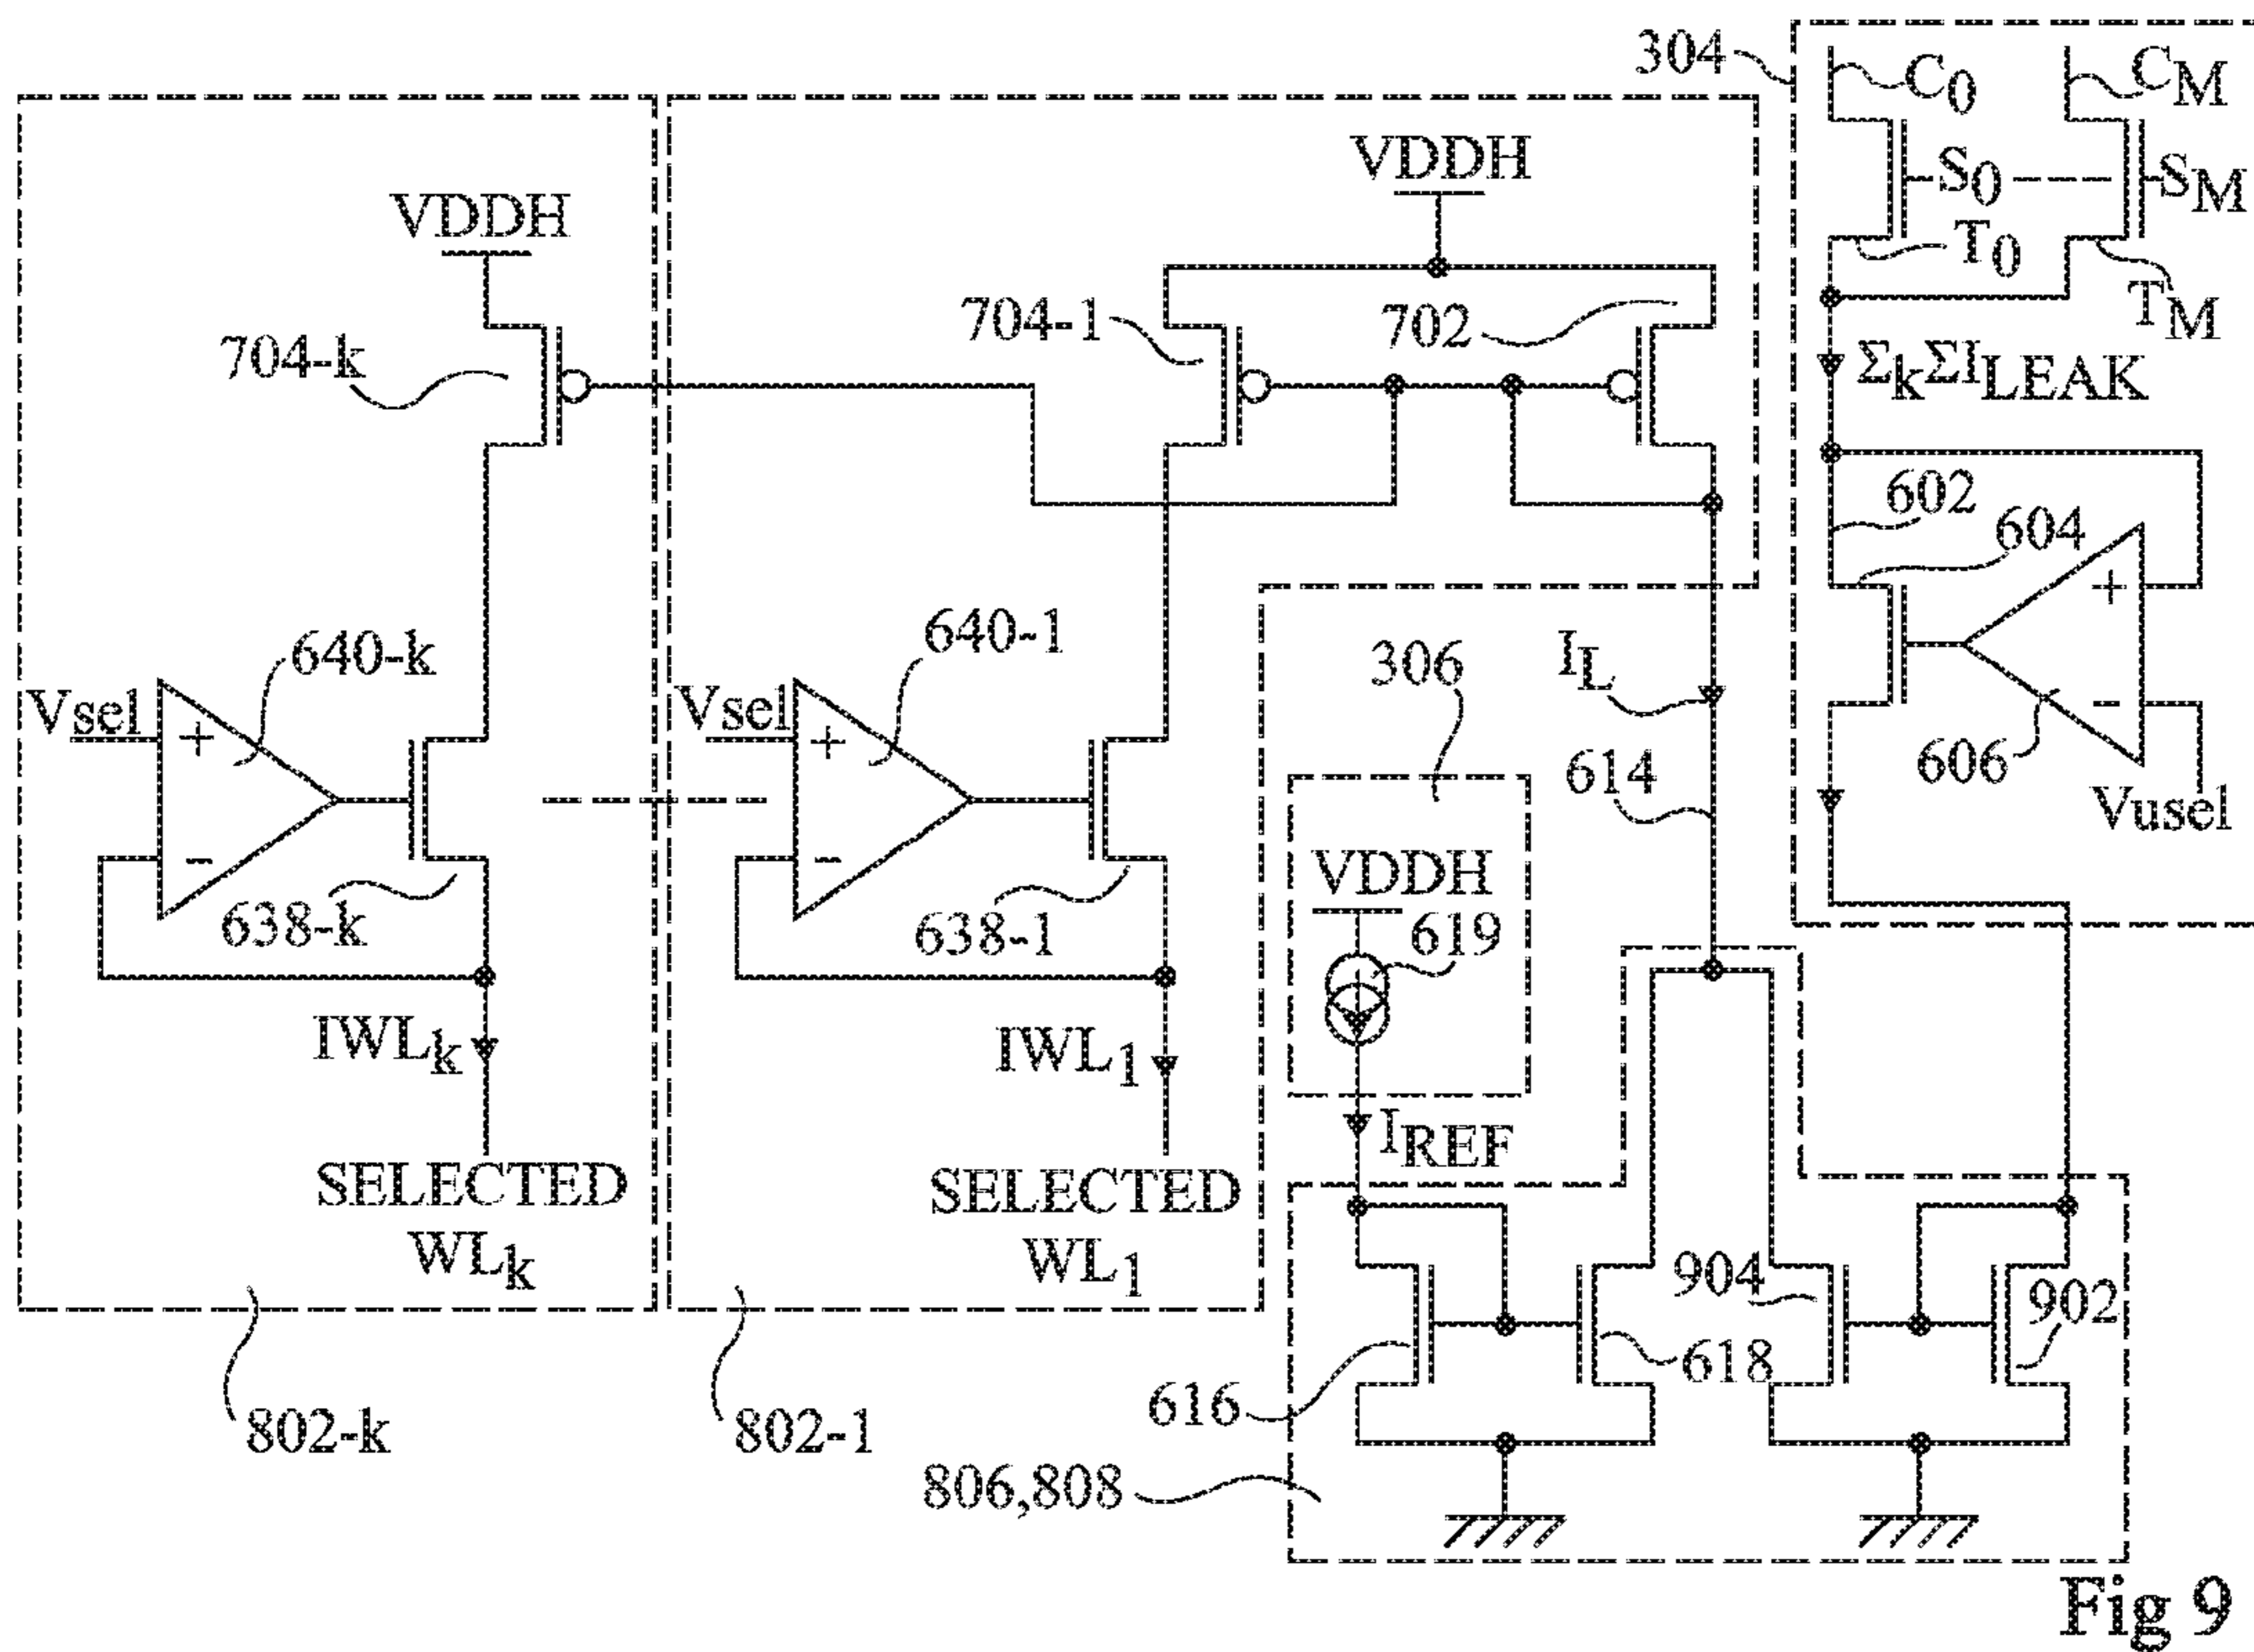 304
C0
CM
VDDH
VDDH
S0
SM
T0
TM
704-k
704-1
702
ΣkΣILEAK
602
604
+
-
606
Vusel
640-k
640-1
Vsel
+
-
Vsel
+
-
306
IL
614
638-k
638-1
VDDH
619
IWLk
IWL1
IREF
SELECTED
WLk
SELECTED
WL1
904
902
618
616
802-k
802-1
806,808
Fig 9